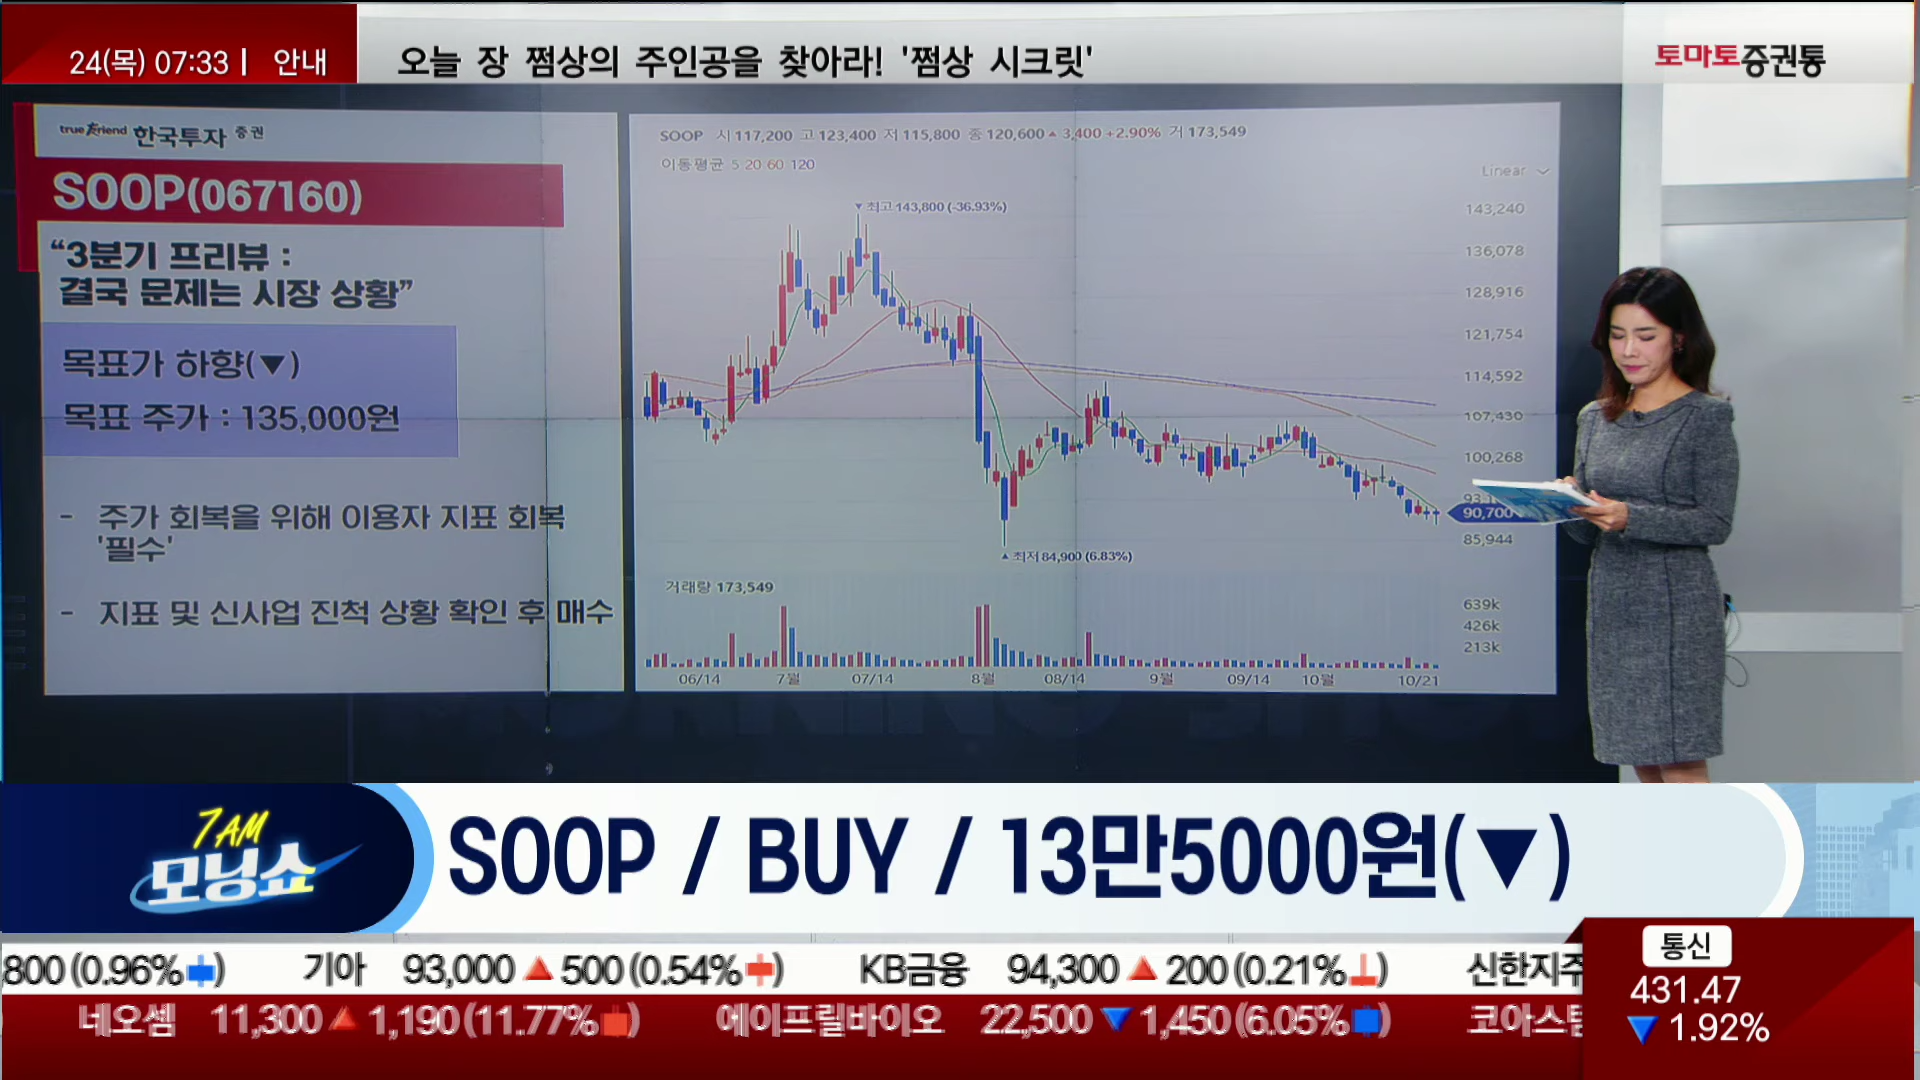 24(목) 07:33 | 안내
오늘 장 쩜상의 주인공을 찾아라! '쩜상 시크릿'
토마토증권통
true friend 한국투자 증권
SOOP(067160)
“3분기 프리뷰 :
결국 문제는 시장 상황”
목표가 하향(▼)
목표 주가 : 135,000원
- 주가 회복을 위해 이용자 지표 회복
'필수'
- 지표 및 신사업 진척 상황 확인 후 매수
SOOP 시 117,200 고 123,400 저 115,800 종 120,600 ▲ 3,400 +2.90% 거 173,549
이동평균 5 20 60 120
Linear
▼ 최고 143,800 (-36.93%)
143,240
136,078
128,916
121,754
114,592
107,430
100,268
90,700
85,944
▲ 최저 84,900 (6.83%)
거래량 173,549
639k
426k
213k
06/14 7월 07/14 8월 08/14 9월 09/14 10월 10/21
7AM
모닝쇼
SOOP / BUY / 13만5000원(▼)
800 (0.96% ) 기아 93,000 ▲ 500 (0.54% ) KB금융 94,300 ▲ 200 (0.21% ) 신한지주
네오셈 11,300 ▲ 1,190 (11.77% ) 에이프릴바이오 22,500 ▼ 1,450 (6.05% ) 코아스템
통신
431.47
▼ 1.92%